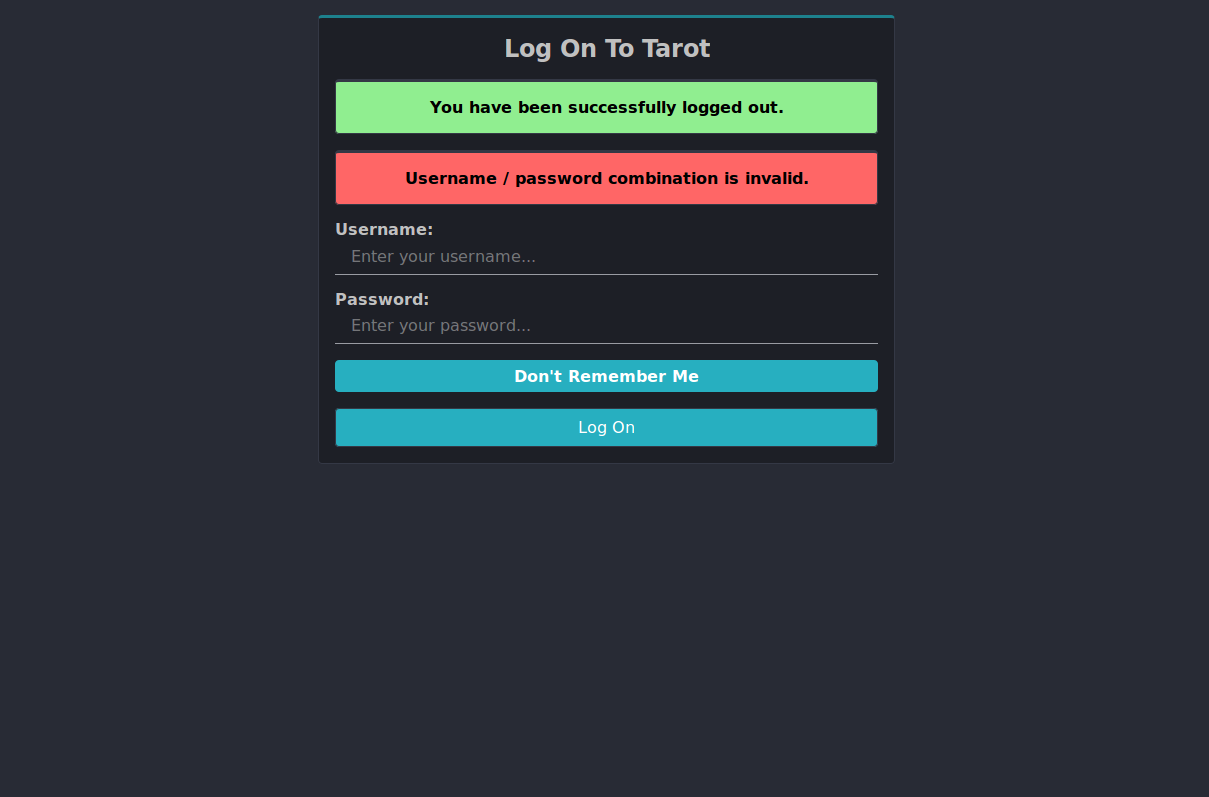 Log On To Tarot
You have been successfully logged out.
Username / password combination is invalid.
Username:
Enter your username...
Password:
Enter your password...
Don't Remember Me
Log On